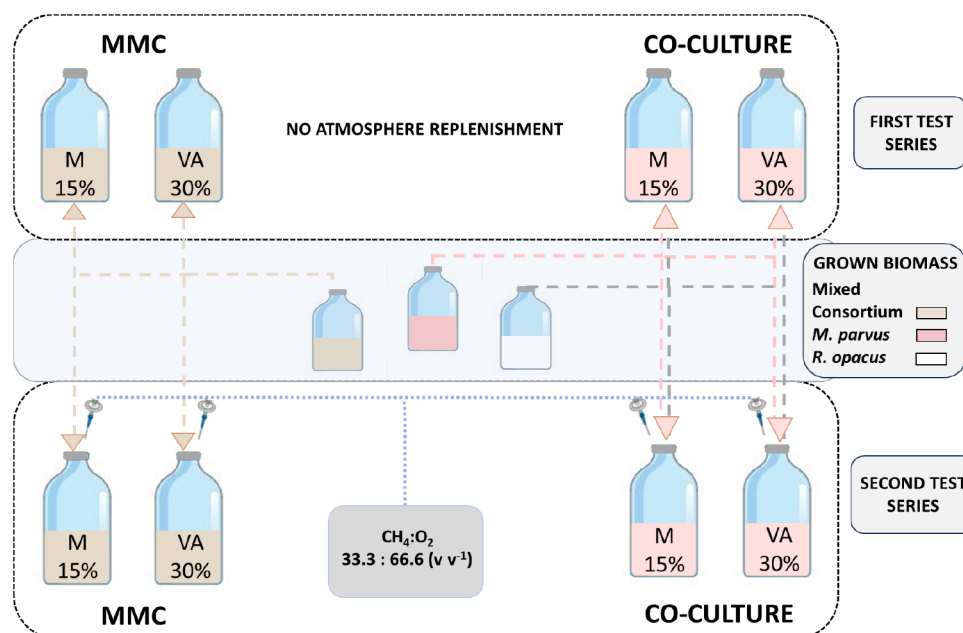 MMC
CO-CULTURE
M
15%
VA
30%
NO ATMOSPHERE REPLENISHMENT
M
15%
VA
30%
FIRST TEST
SERIES
GROWN BIOMASS
Mixed
Consortium
M. parvus
R. opacus
M
15%
VA
30%
CH₄:O₂
33.3 : 66.6 (v v⁻¹)
M
15%
VA
30%
SECOND TEST
SERIES
MMC
CO-CULTURE